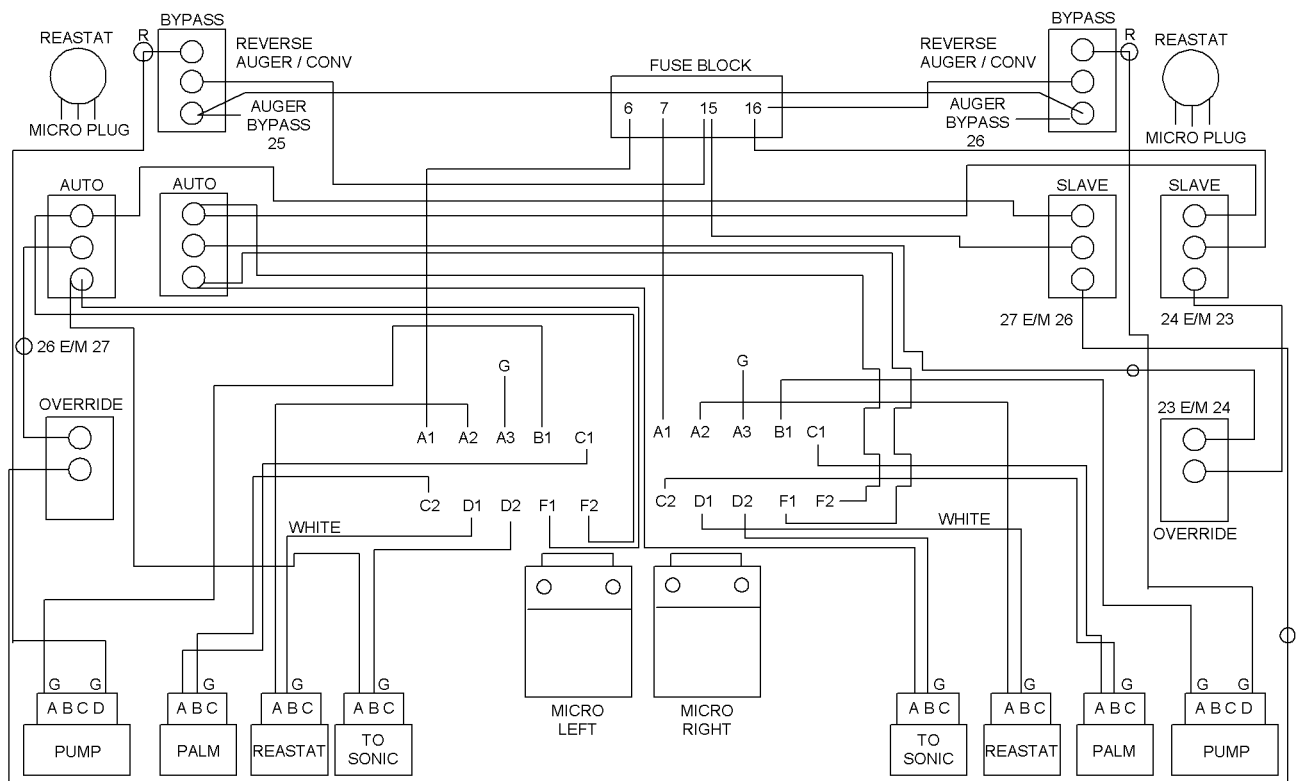 BYPASS
BYPASS
REASTAT
R
REVERSE
AUGER / CONV
FUSE BLOCK
REVERSE
AUGER / CONV
R
REASTAT
6 7 15 16
AUGER
BYPASS
25
AUGER
BYPASS
26
MICRO PLUG
MICRO PLUG
AUTO
AUTO
SLAVE
SLAVE
26 E/M 27
27 E/M 26
24 E/M 23
G
G
OVERRIDE
23 E/M 24
A1 A2 A3 B1 C1
A1 A2 A3 B1 C1
C2 D1 D2 F1 F2
C2 D1 D2 F1 F2
WHITE
WHITE
OVERRIDE
G G G G G
G G G G G
A B C D
A B C
A B C
A B C
A B C
A B C
A B C
A B C D
MICRO
LEFT
MICRO
RIGHT
PUMP
PALM
REASTAT
TO
SONIC
TO
SONIC
REASTAT
PALM
PUMP